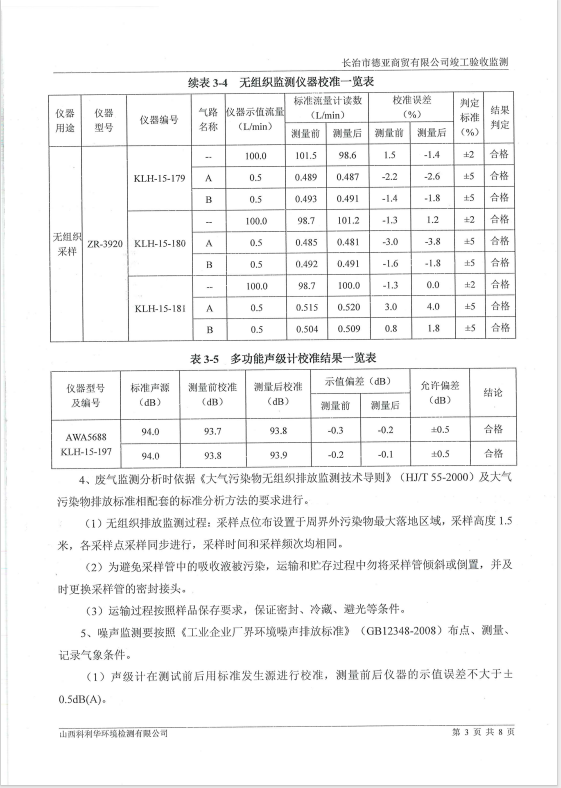 长治市德亚商贸有限公司竣工验收监测
续表 3-4 无组织监测仪器校准一览表
仪器用途 仪器型号 仪器编号 气路名称 仪器示值流量（L/min） 标准流量计读数（L/min） 校准误差（%） 判定标准（%） 结果判定
测量前 测量后 测量前 测量后
无组织采样 ZR-3920 KLH-15-179 -- 100.0 101.5 98.6 1.5 -1.4 ±2 合格
A 0.5 0.489 0.487 -2.2 -2.6 ±5 合格
B 0.5 0.493 0.491 -1.4 -1.8 ±5 合格
KLH-15-180 -- 100.0 98.7 101.2 -1.3 1.2 ±2 合格
A 0.5 0.485 0.481 -3.0 -3.8 ±5 合格
B 0.5 0.492 0.491 -1.6 -1.8 ±5 合格
KLH-15-181 -- 100.0 98.7 100.0 -1.3 0.0 ±2 合格
A 0.5 0.515 0.520 3.0 4.0 ±5 合格
B 0.5 0.504 0.509 0.8 1.8 ±5 合格
表 3-5 多功能声级计校准结果一览表
仪器型号及编号 标准声源（dB） 测量前校准（dB） 测量后校准（dB） 示值偏差（dB） 允许偏差（dB） 结论
测量前 测量后
AWA5688 KLH-15-197 94.0 93.7 93.8 -0.3 -0.2 ±0.5 合格
94.0 93.8 93.9 -0.2 -0.1 ±0.5 合格
4、废气监测分析时依据《大气污染物无组织排放监测技术导则》（HJ/T 55-2000）及大气
污染物排放标准相配套的标准分析方法的要求进行。
（1）无组织排放监测过程：采样点位布设置于周界外污染物最大落地区域，采样高度 1.5
米，各采样点采样同步进行，采样时间和采样频次均相同。
（2）为避免采样管中的吸收液被污染，运输和贮存过程中勿将采样管倾斜或倒置，并及
时更换采样管的密封接头。
（3）运输过程按照样品保存要求，保证密封、冷藏、避光等条件。
5、噪声监测要按照《工业企业厂界环境噪声排放标准》（GB12348-2008）布点、测量、
记录气象条件。
（1）声级计在测试前后用标准发生源进行校准，测量前后仪器的示值误差不大于±
0.5dB(A)。
山西科利华环境检测有限公司 第 3 页 共 8 页